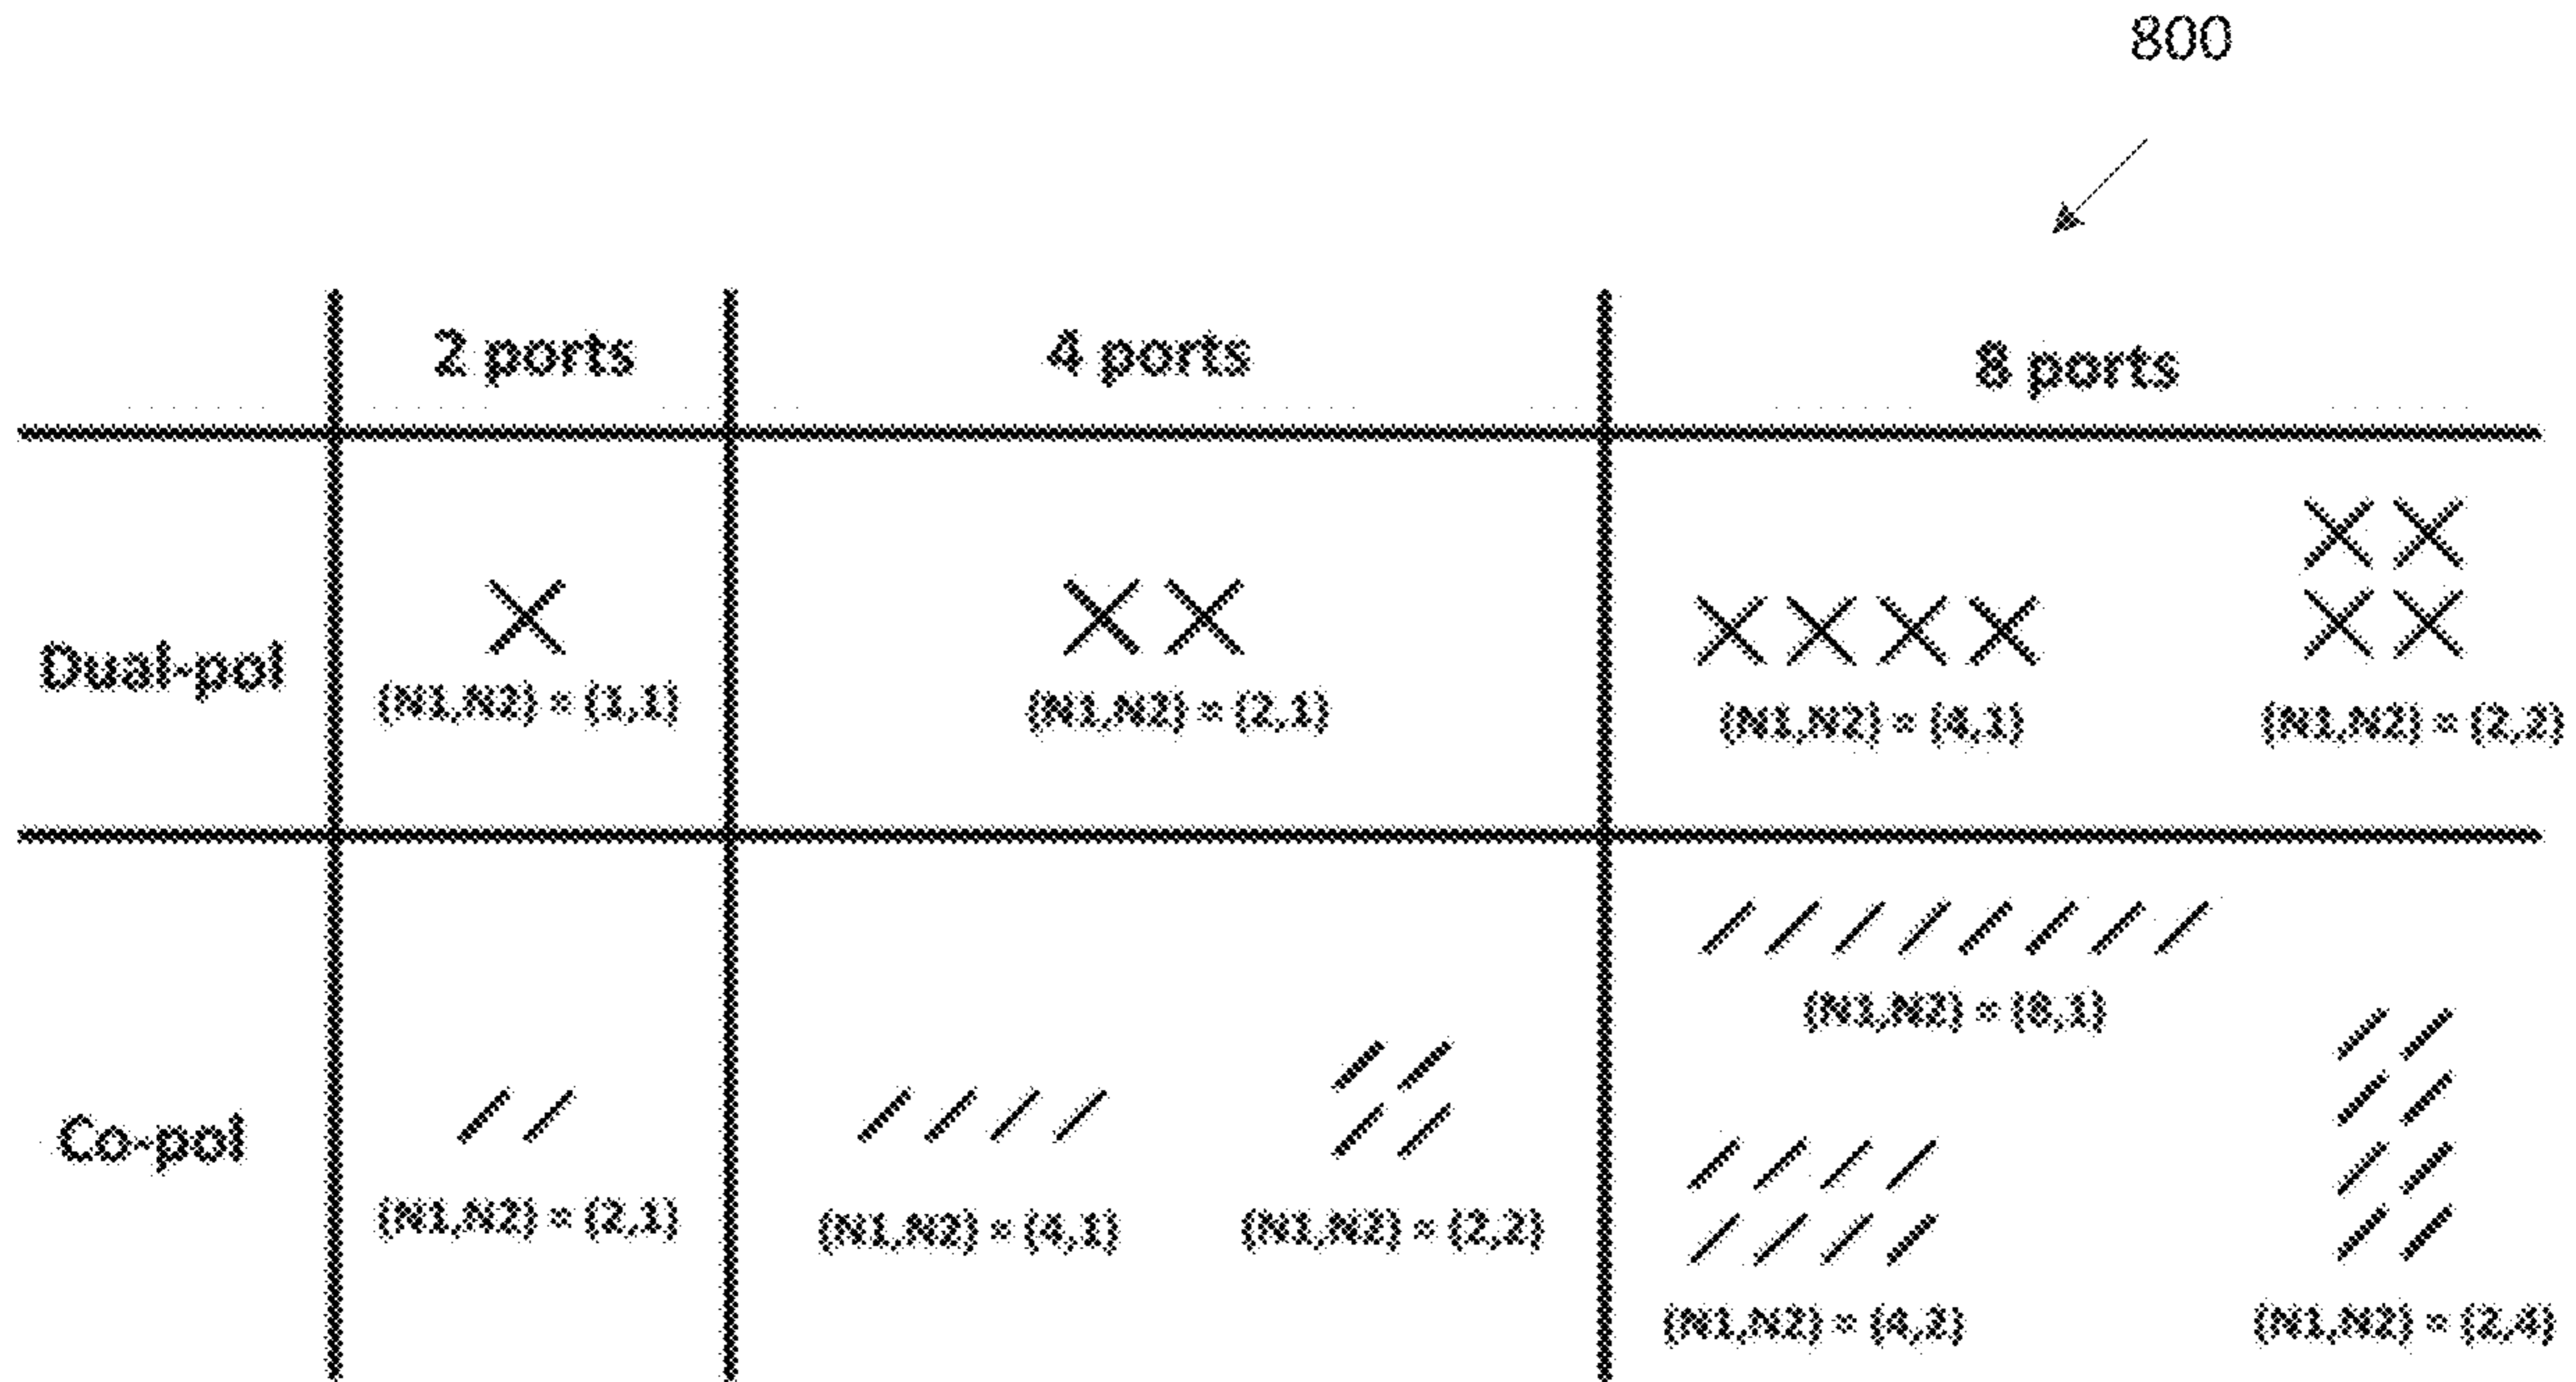 800
2 ports 4 ports 8 ports
Dual-pol
(N1,N2) = (1,1) (N1,N2) = (2,1) (N1,N2) = (4,1) (N1,N2) = (2,2)
(N1,N2) = (8,1)
Co-pol
(N1,N2) = (2,1) (N1,N2) = (4,1) (N1,N2) = (2,2)
(N1,N2) = (4,2) (N1,N2) = (2,4)